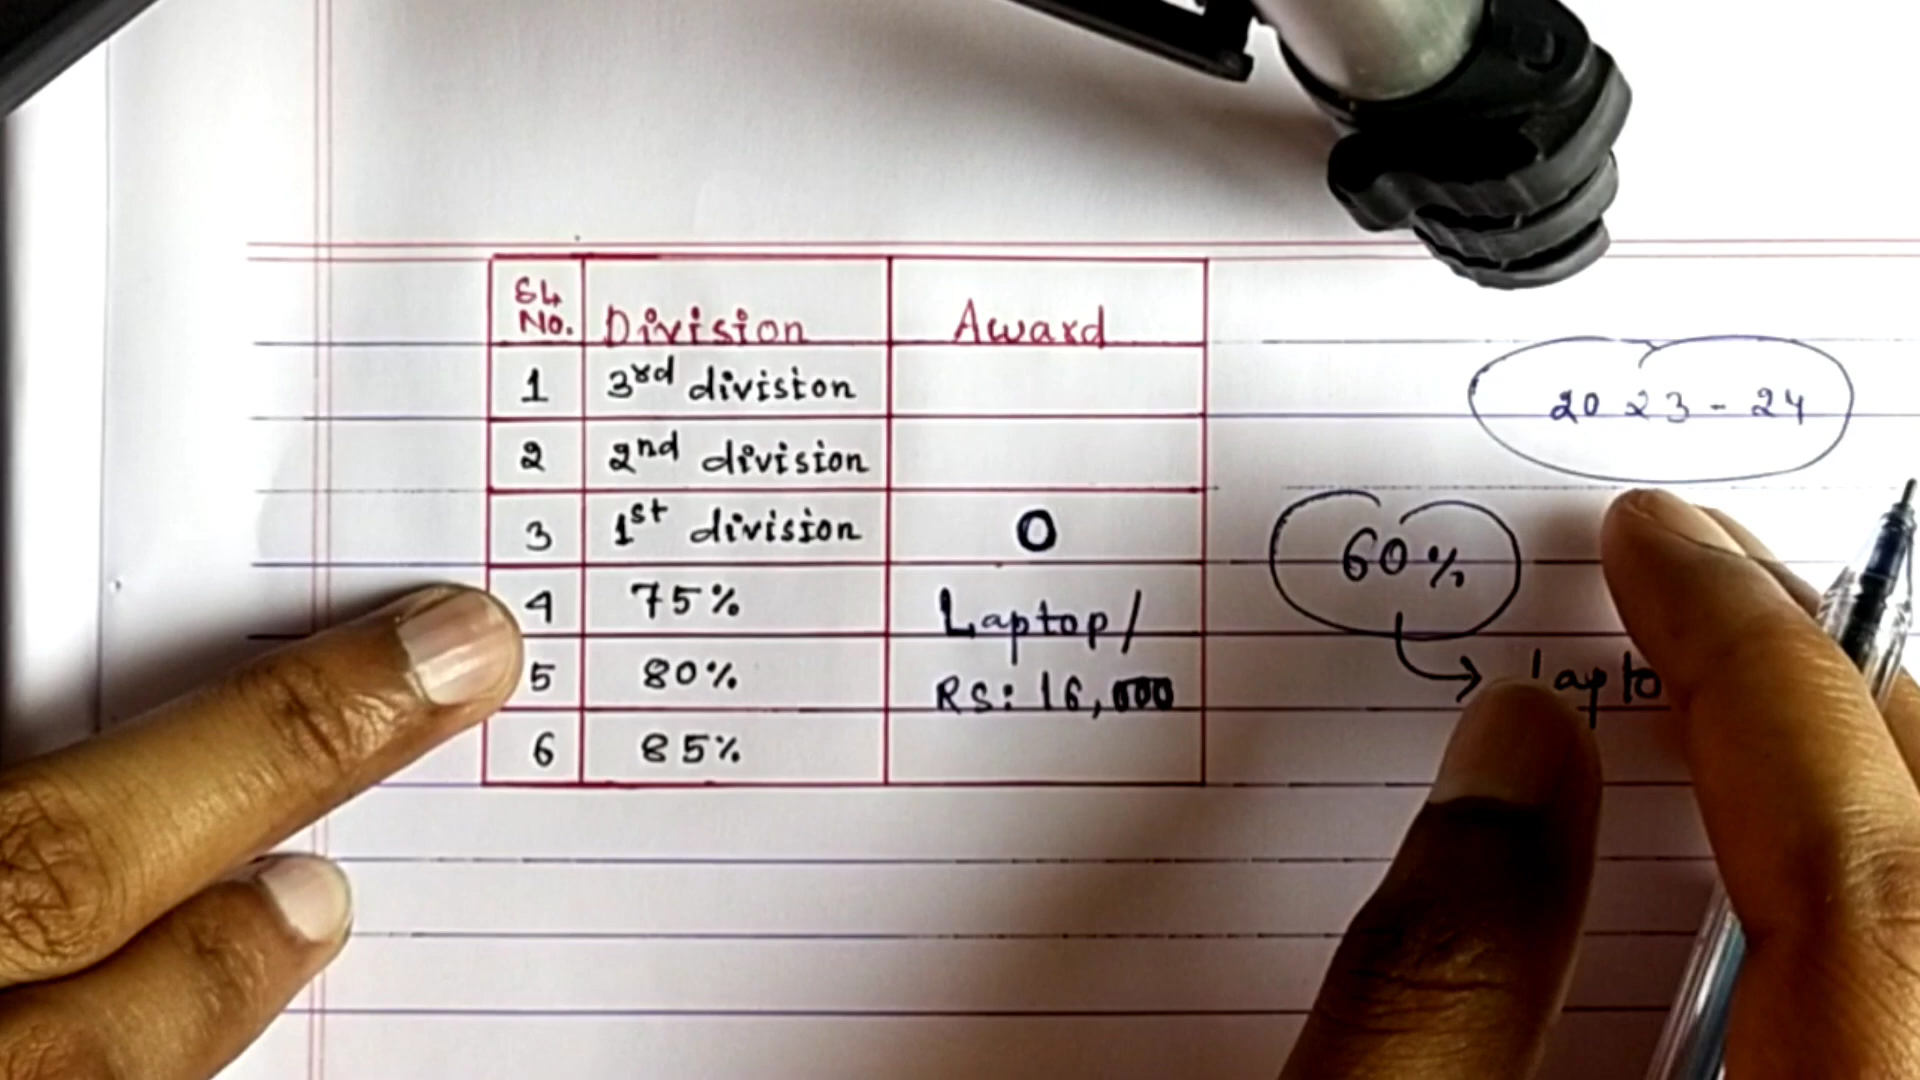 SL No. Division Award
1 3rd division
2 2nd division
3 1st division 0
4 75% Laptop/
5 80% RS: 16,000
6 85%
2023-24
60%